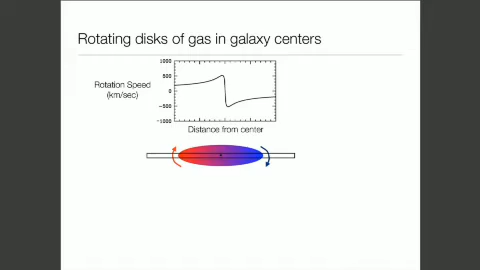 Rotating disks of gas in galaxy centers
1000
500
0
-500
-1000
Rotation Speed
(km/sec)
Distance from center